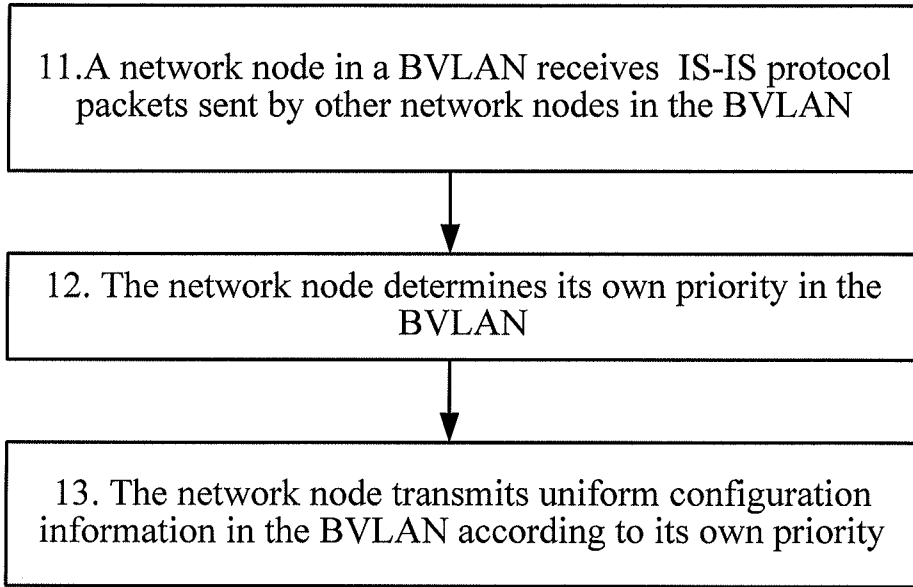 11.A network node in a BVLAN receives IS-IS protocol
packets sent by other network nodes in the BVLAN
12. The network node determines its own priority in the
BVLAN
13. The network node transmits uniform configuration
information in the BVLAN according to its own priority